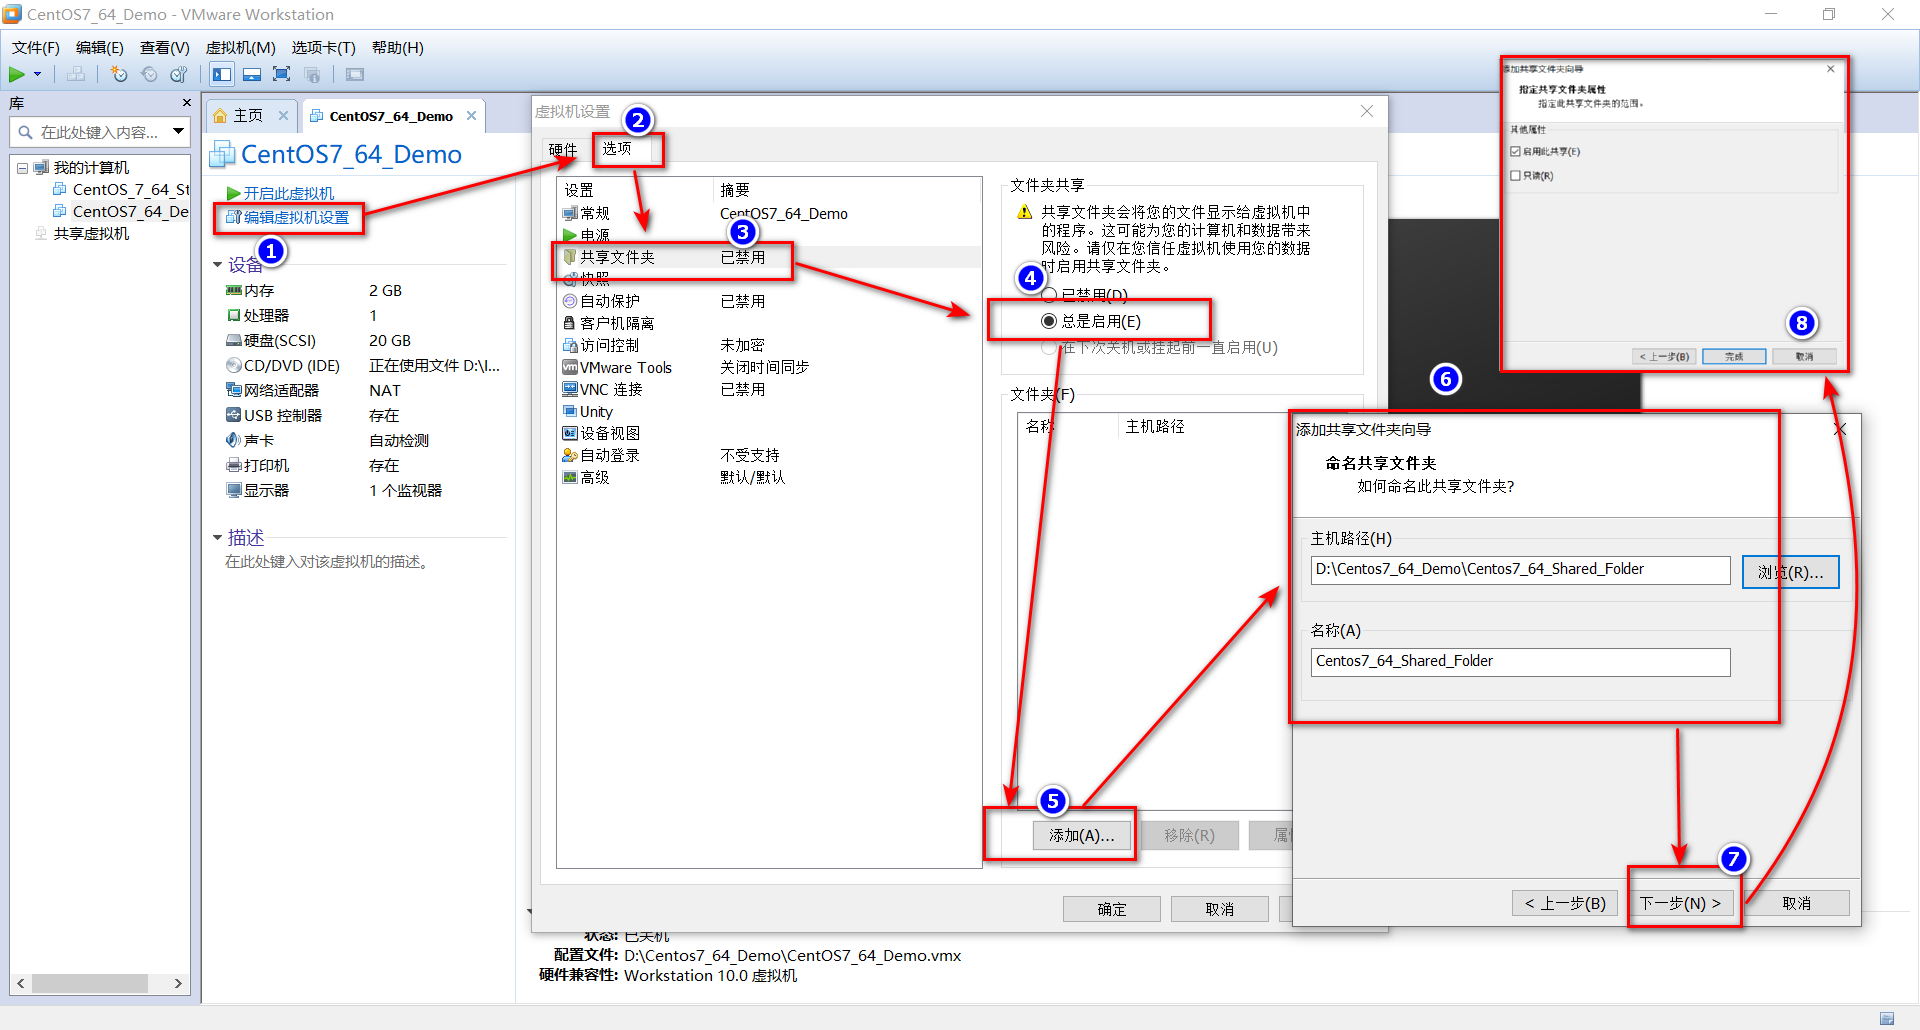 CentOS7_64_Demo - VMware Workstation
文件(F) 编辑(E) 查看(V) 虚拟机(M) 选项卡(T) 帮助(H)
库
在此处键入内容...
我的计算机
CentOS_7_64_St
CentOS7_64_De
共享虚拟机
主页
CentOS7_64_Demo
CentOS7_64_Demo
开启此虚拟机
编辑虚拟机设置
1
设备
内存 2 GB
处理器 1
硬盘(SCSI) 20 GB
CD/DVD (IDE) 正在使用文件 D:\I...
网络适配器 NAT
USB 控制器 存在
声卡 自动检测
打印机 存在
显示器 1 个监视器
描述
在此处键入对该虚拟机的描述。
虚拟机设置
2
硬件 选项
设置 摘要
常规 CentOS7_64_Demo
电源
3
共享文件夹 已禁用
快照
自动保护 已禁用
客户机隔离
访问控制 未加密
VMware Tools 关闭时间同步
VNC 连接 已禁用
Unity
设备视图
自动登录 不受支持
高级 默认/默认
文件夹共享
共享文件夹会将您的文件显示给虚拟机中
的程序。这可能为您的计算机和数据带来
风险。请仅在您信任虚拟机使用您的数据
时启用共享文件夹。
4
已禁用(D)
总是启用(E)
在下次关机或挂起前一直启用(U)
文件夹(F)
名称 主机路径
5
添加(A)... 移除(R)
确定 取消
6
添加共享文件夹向导
命名共享文件夹
如何命名此共享文件夹?
主机路径(H)
D:\Centos7_64_Demo\Centos7_64_Shared_Folder
浏览(R)...
名称(A)
Centos7_64_Shared_Folder
7
< 上一步(B) 下一步(N) > 取消
添加共享文件夹向导
指定共享文件夹属性
指定此共享文件夹的范围。
其他属性
启用此共享(E)
只读(R)
8
< 上一步(B) 完成 取消
状态: 已关机
配置文件: D:\Centos7_64_Demo\CentOS7_64_Demo.vmx
硬件兼容性: Workstation 10.0 虚拟机